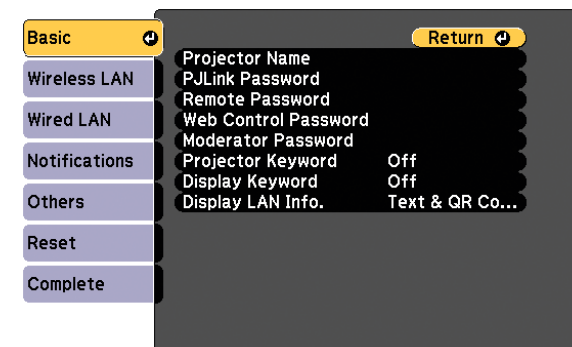 Basic
Return
Projector Name
PJLink Password
Remote Password
Web Control Password
Moderator Password
Projector Keyword Off
Display Keyword Off
Display LAN Info. Text & QR Co...
Wireless LAN
Wired LAN
Notifications
Others
Reset
Complete